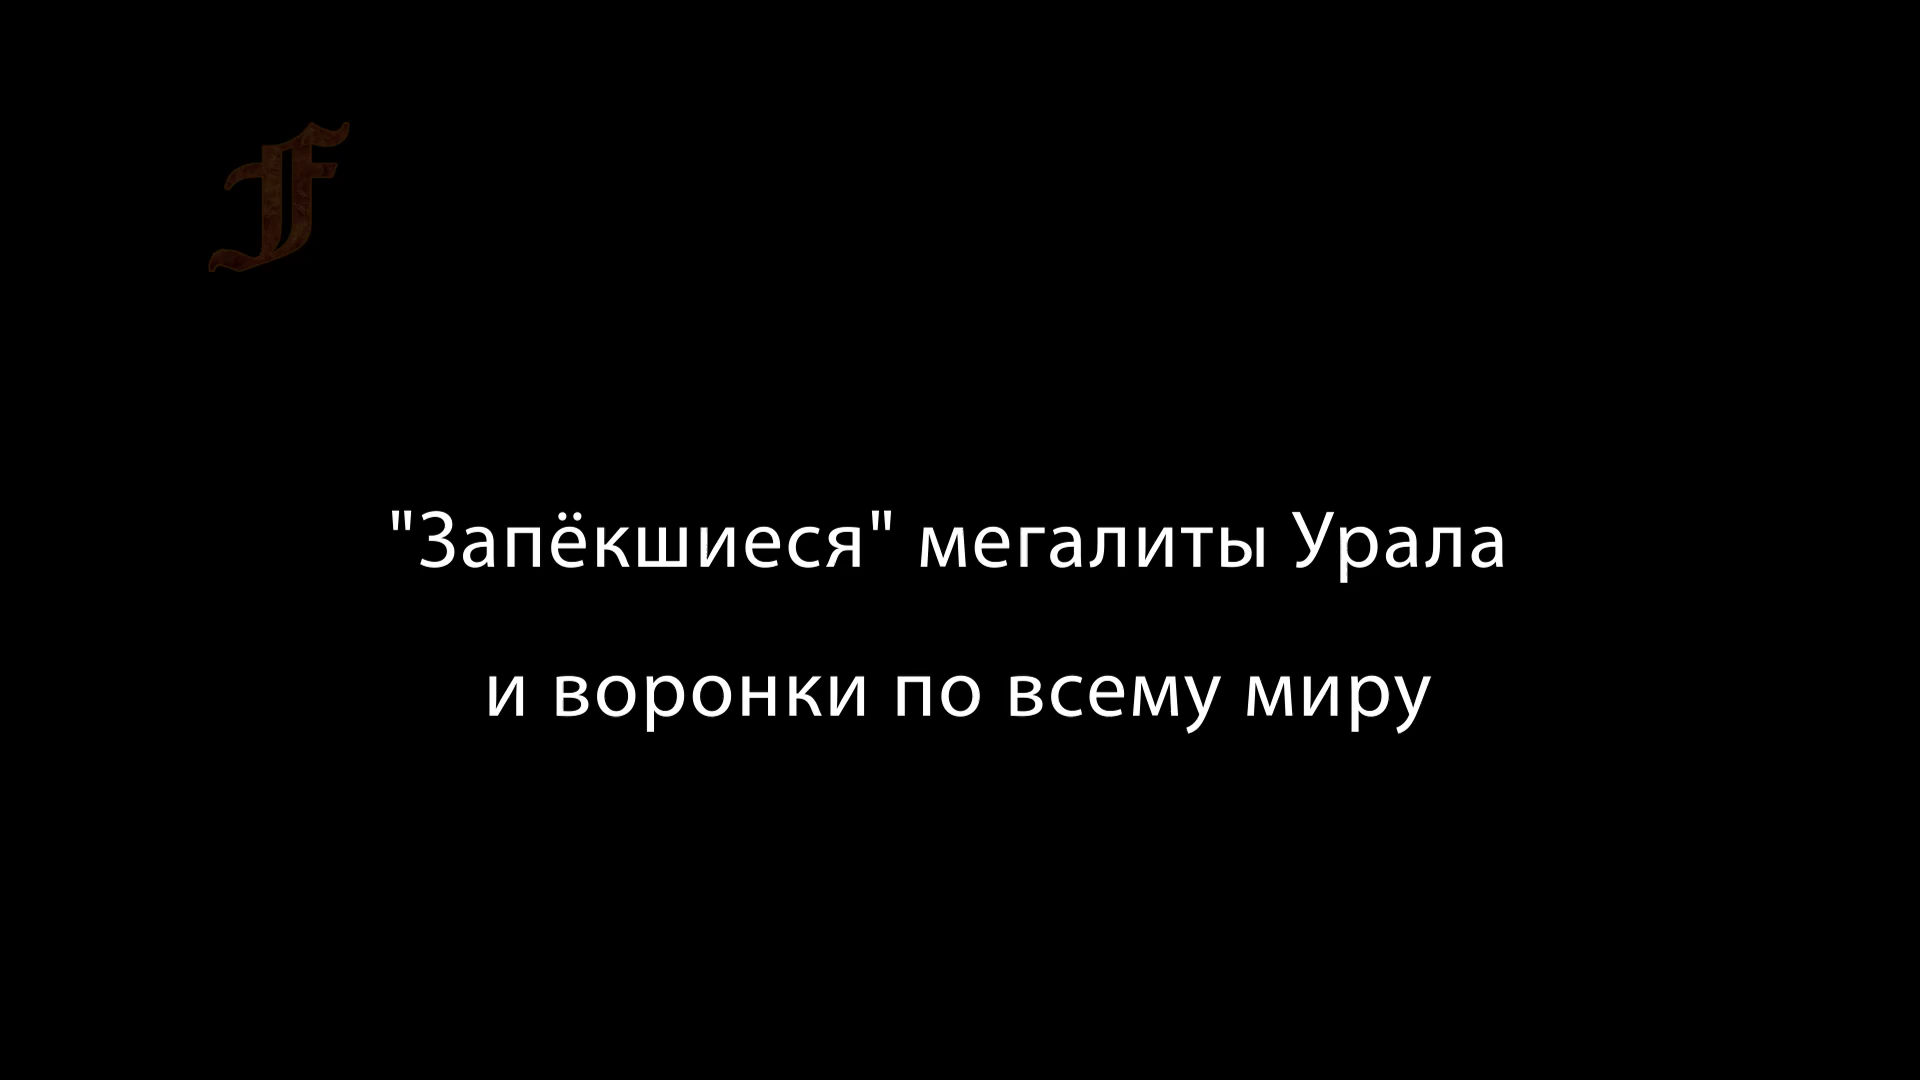 "Запёкшиеся" мегалиты Урала
и воронки по всему миру